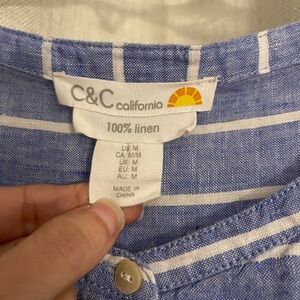 C&C california
100% linen
US: M
CA: M/M
UK: M
EU: M
AU: M
MADE IN
CHINA